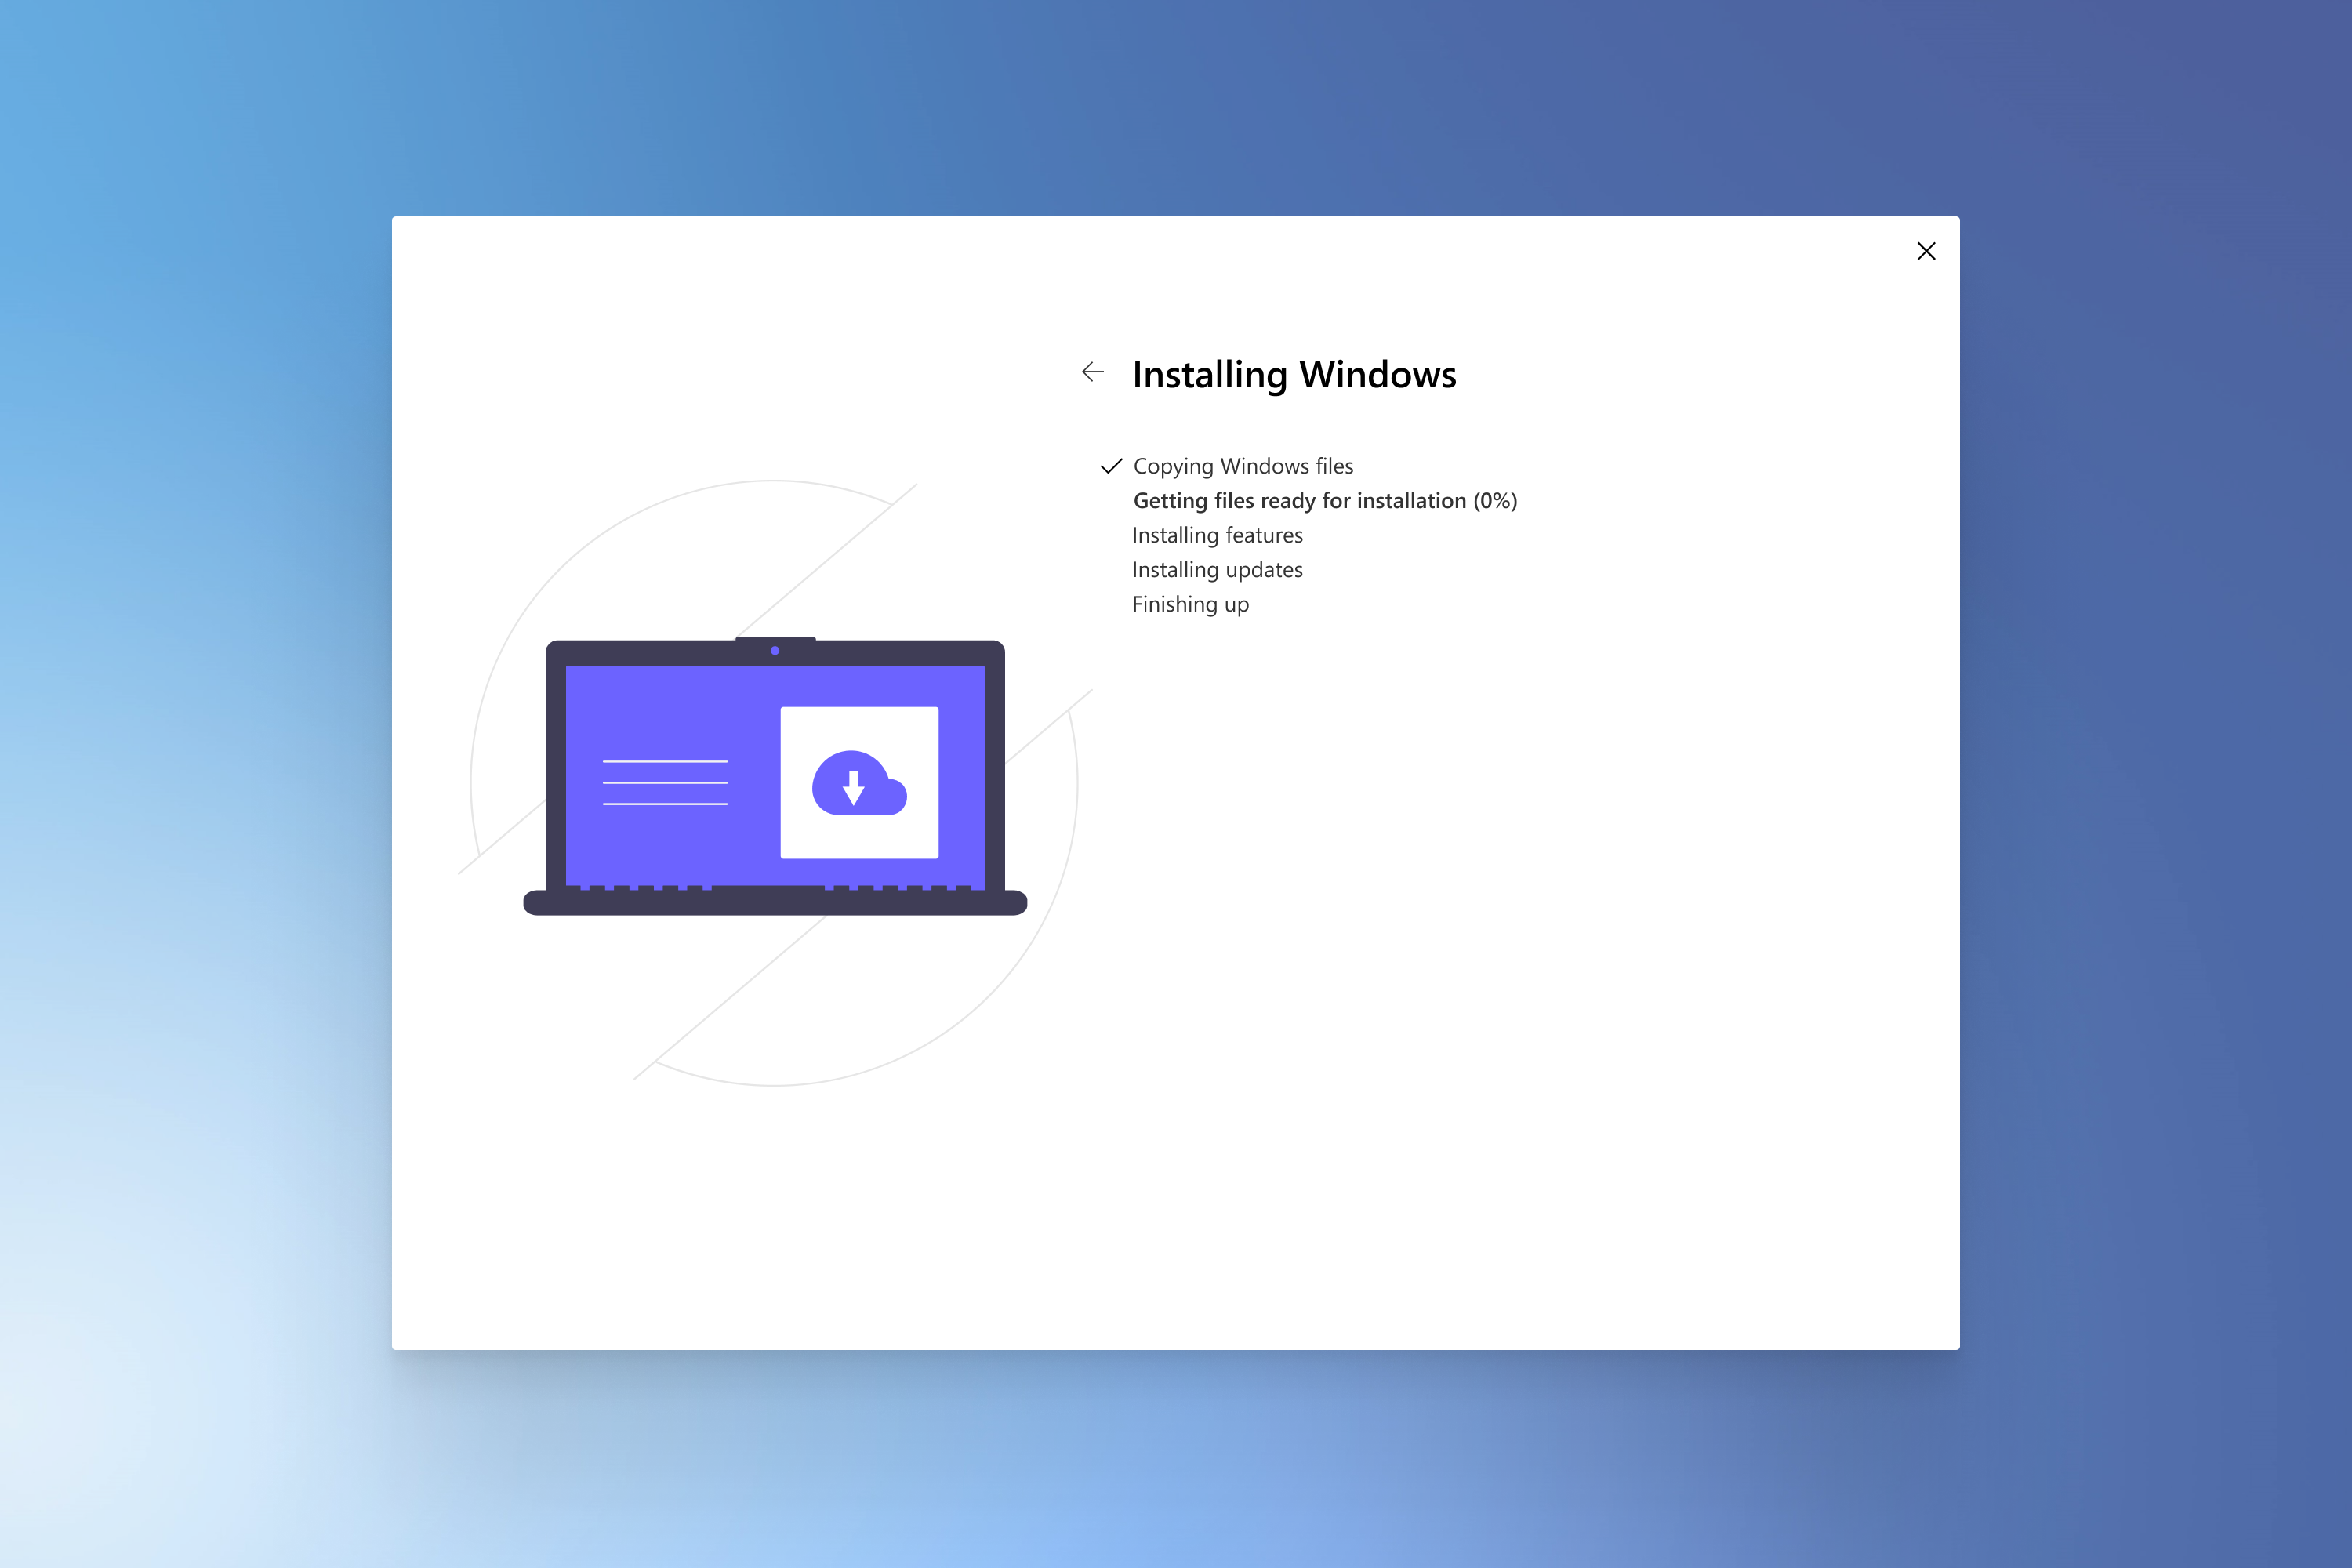 Installing Windows
Copying Windows files
Getting files ready for installation (0%)
Installing features
Installing updates
Finishing up